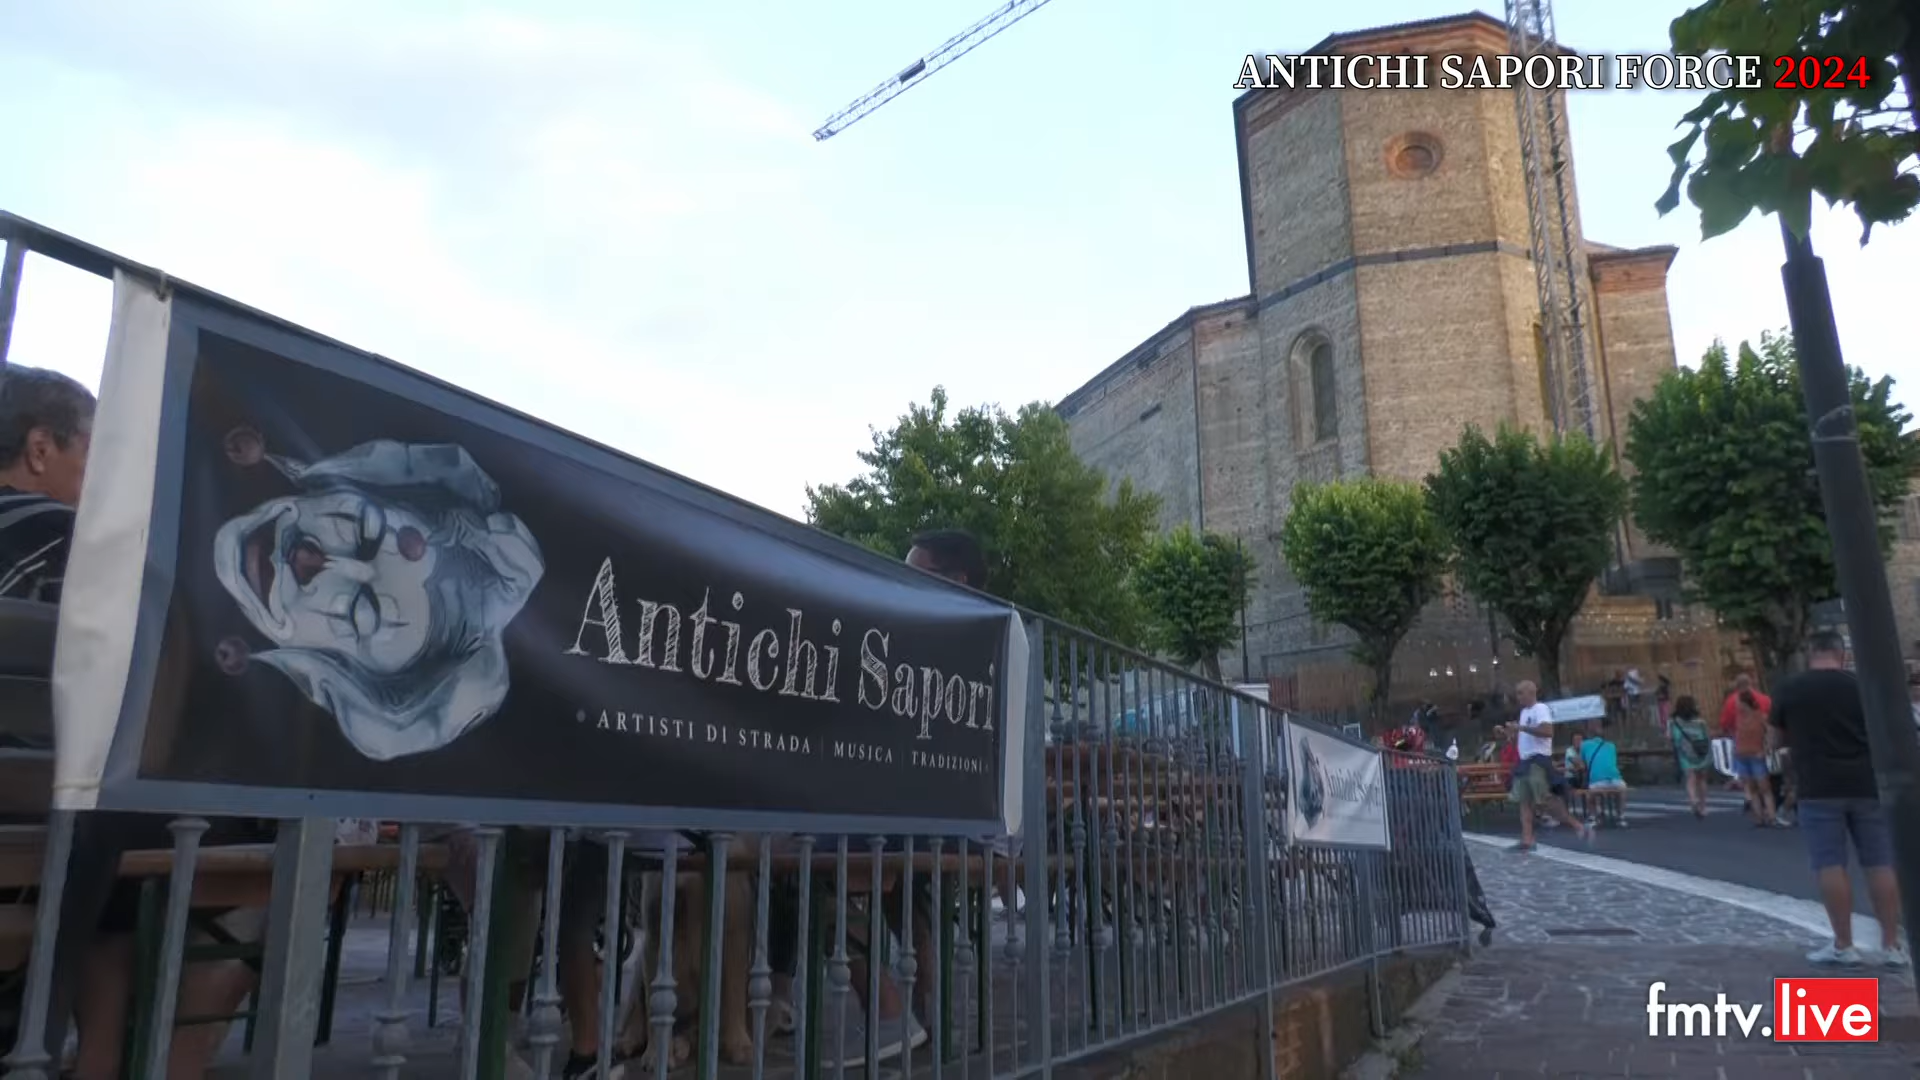 ANTICHI SAPORI FORCE 2024
Antichi Sapori
ARTISTI DI STRADA | MUSICA | TRADIZIONI
fmtv.live